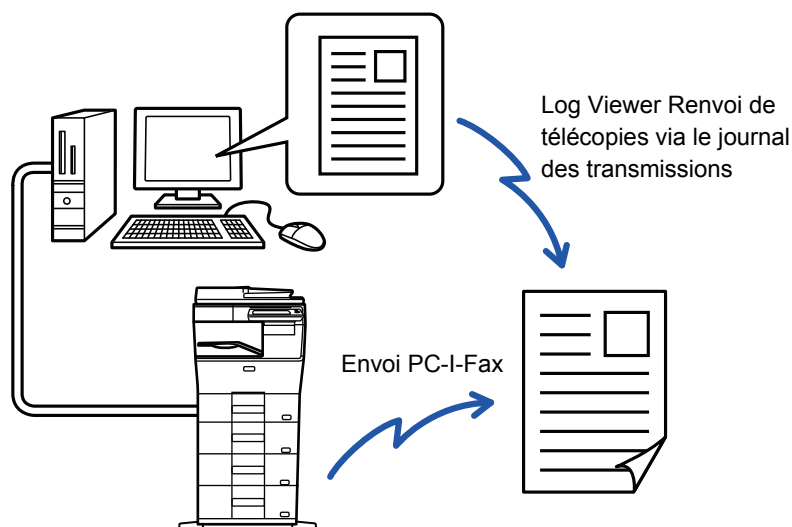 Log Viewer Renvoi de
télécopies via le journal
des transmissions
Envoi PC-I-Fax